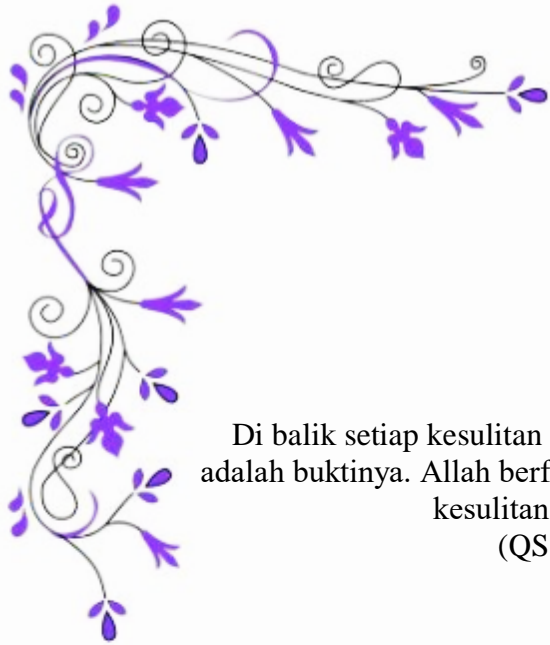 Di balik setiap kesulitan
adalah buktinya. Allah berf
kesulitan
(QS